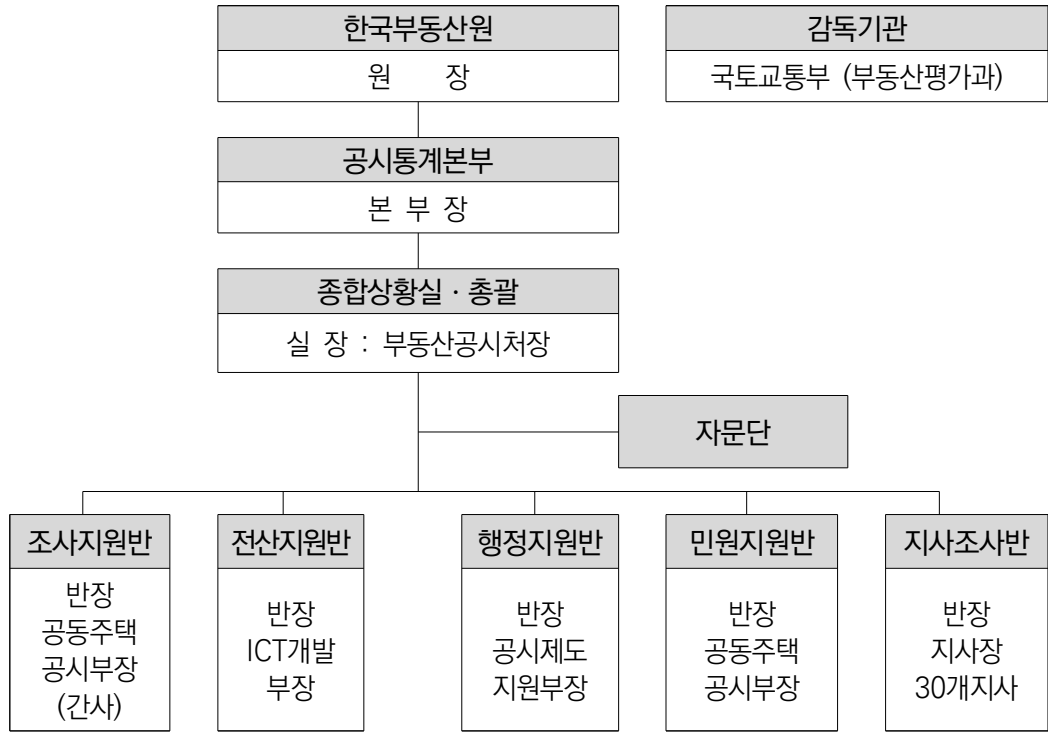 한국부동산원
원 장
감독기관
국토교통부 (부동산평가과)
공시통계본부
본 부 장
종합상황실 · 총괄
실 장 : 부동산공시처장
자문단
조사지원반
반장
공동주택
공시부장
(간사)
전산지원반
반장
ICT개발
부장
행정지원반
반장
공시제도
지원부장
민원지원반
반장
공동주택
공시부장
지사조사반
반장
지사장
30개지사